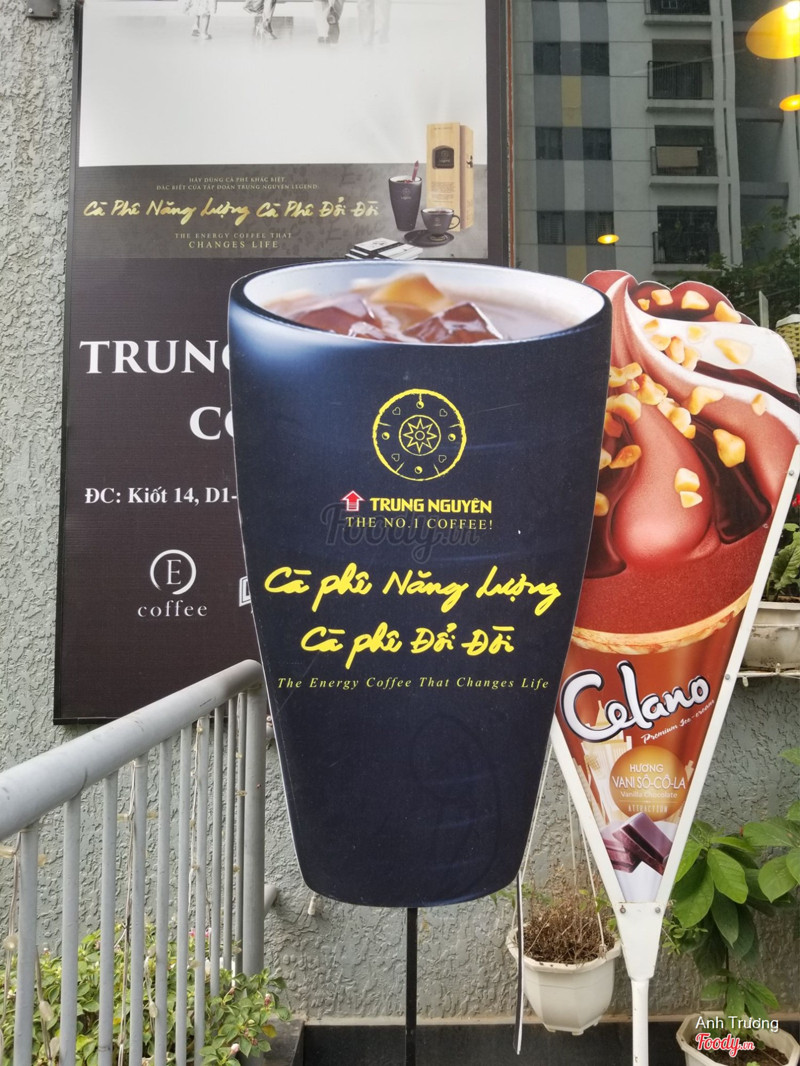 HÃY DÙNG CÀ PHÊ KHÁC BIỆT,
ĐẶC BIỆT CỦA TẬP ĐOÀN TRUNG NGUYÊN LEGEND:
Cà Phê Năng Lượng Cà Phê Đổi Đời
THE ENERGY COFFEE THAT
CHANGES LIFE
ĐC: Kiốt 14, D1-
E
coffee
TRUNG NGUYÊN
THE NO.1 COFFEE!
Cà phê Năng Lượng
Cà phê Đổi Đời
The Energy Coffee That Changes Life
Celano
Premium Ice-cream
HƯƠNG
VANI SÔ-CÔ-LA
Vanilla Chocolate
ATTRACTION
Foody.vn
Anh Trương
Foody.vn